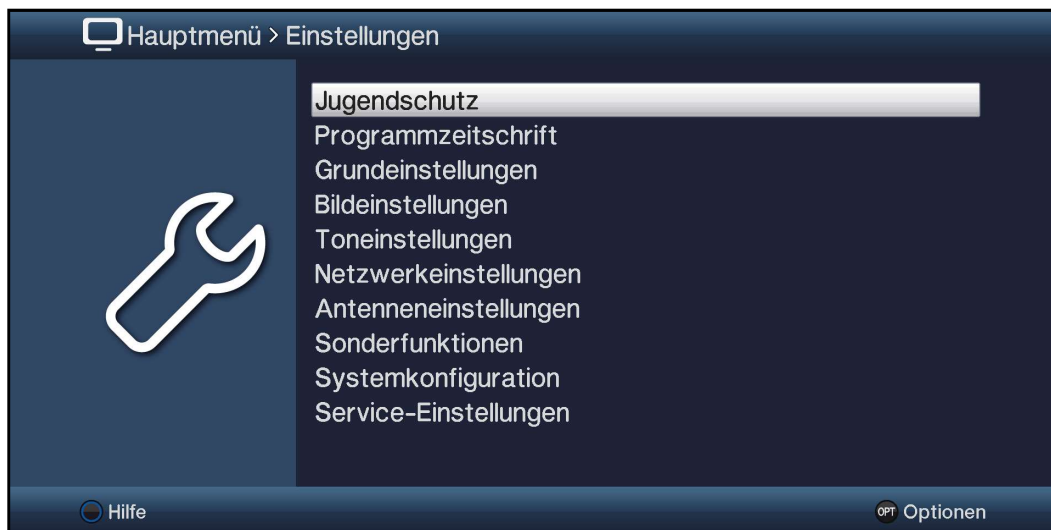 Hauptmenü > Einstellungen
Jugendschutz
Programmzeitschrift
Grundeinstellungen
Bildeinstellungen
Toneinstellungen
Netzwerkeinstellungen
Antenneneinstellungen
Sonderfunktionen
Systemkonfiguration
Service-Einstellungen
Hilfe
OPT Optionen